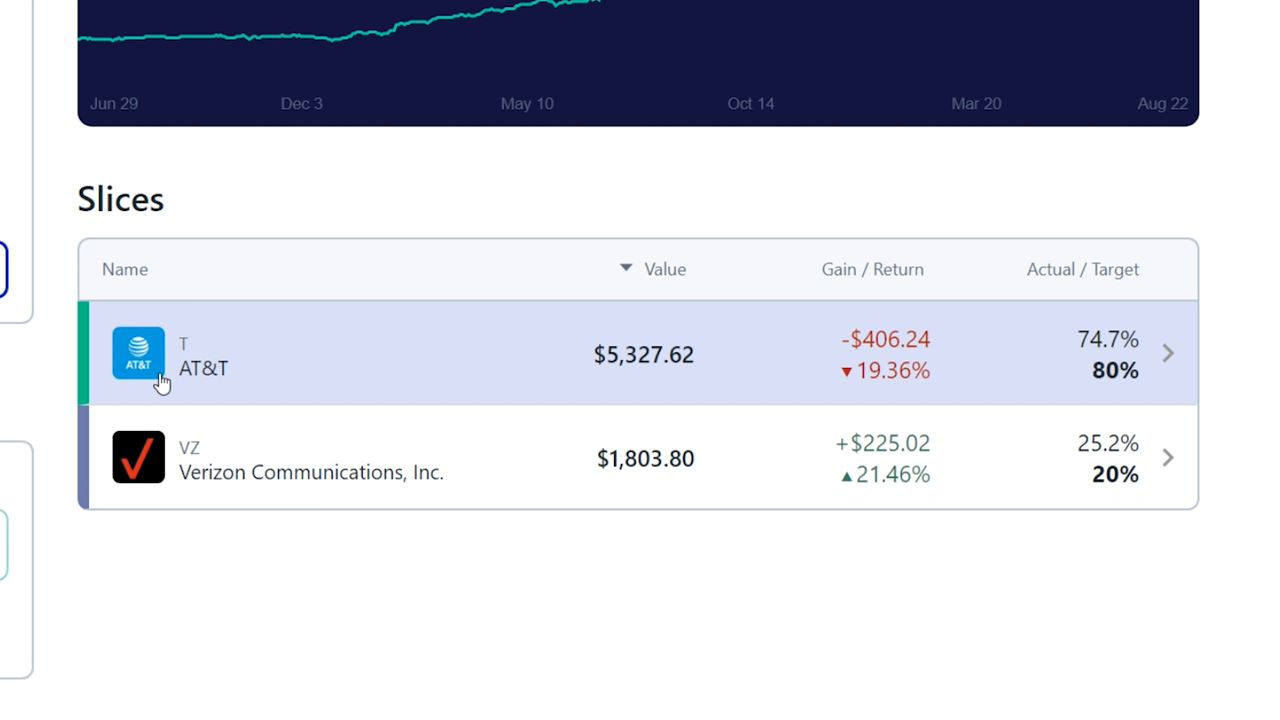 Jun 29 Dec 3 May 10 Oct 14 Mar 20 Aug 22
Slices
Name Value Gain / Return Actual / Target
AT&T
T
AT&T
$5,327.62
-$406.24
▼19.36%
74.7%
80%
VZ
Verizon Communications, Inc.
$1,803.80
+$225.02
▲21.46%
25.2%
20%